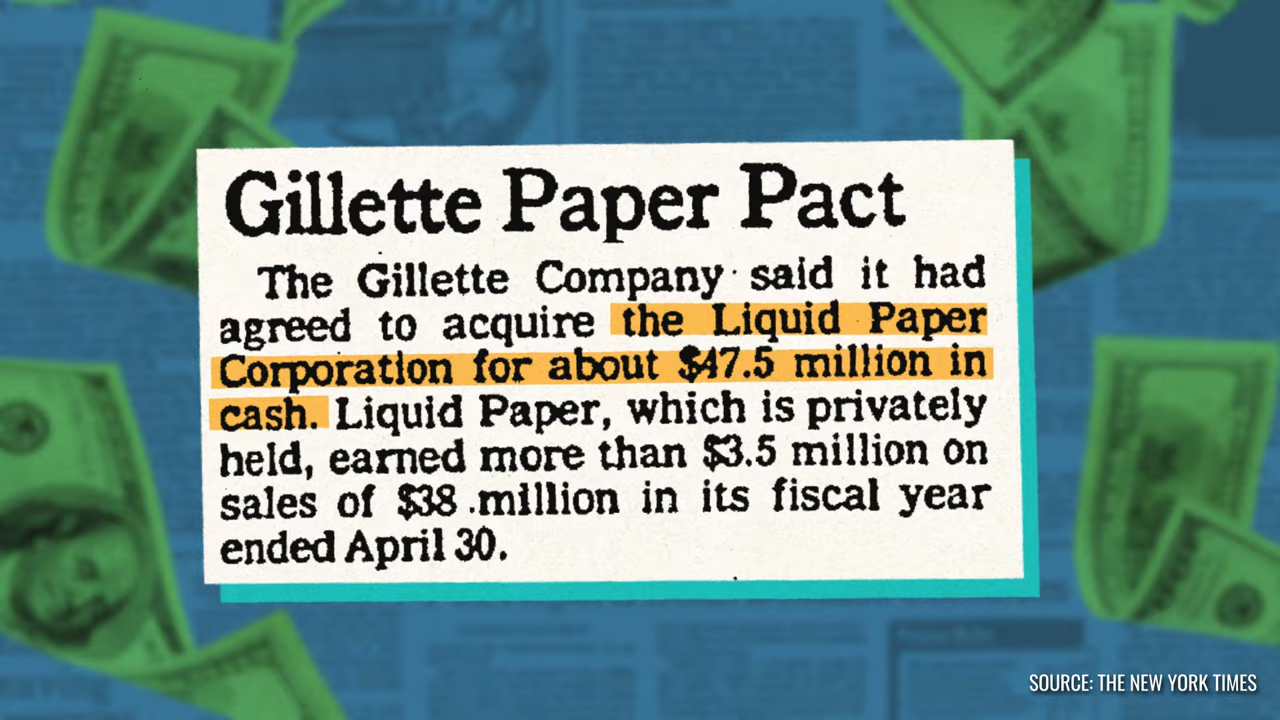 Gillette Paper Pact
The Gillette Company said it had
agreed to acquire the Liquid Paper
Corporation for about $47.5 million in
cash. Liquid Paper, which is privately
held, earned more than $3.5 million on
sales of $38 million in its fiscal year
ended April 30.
SOURCE: THE NEW YORK TIMES